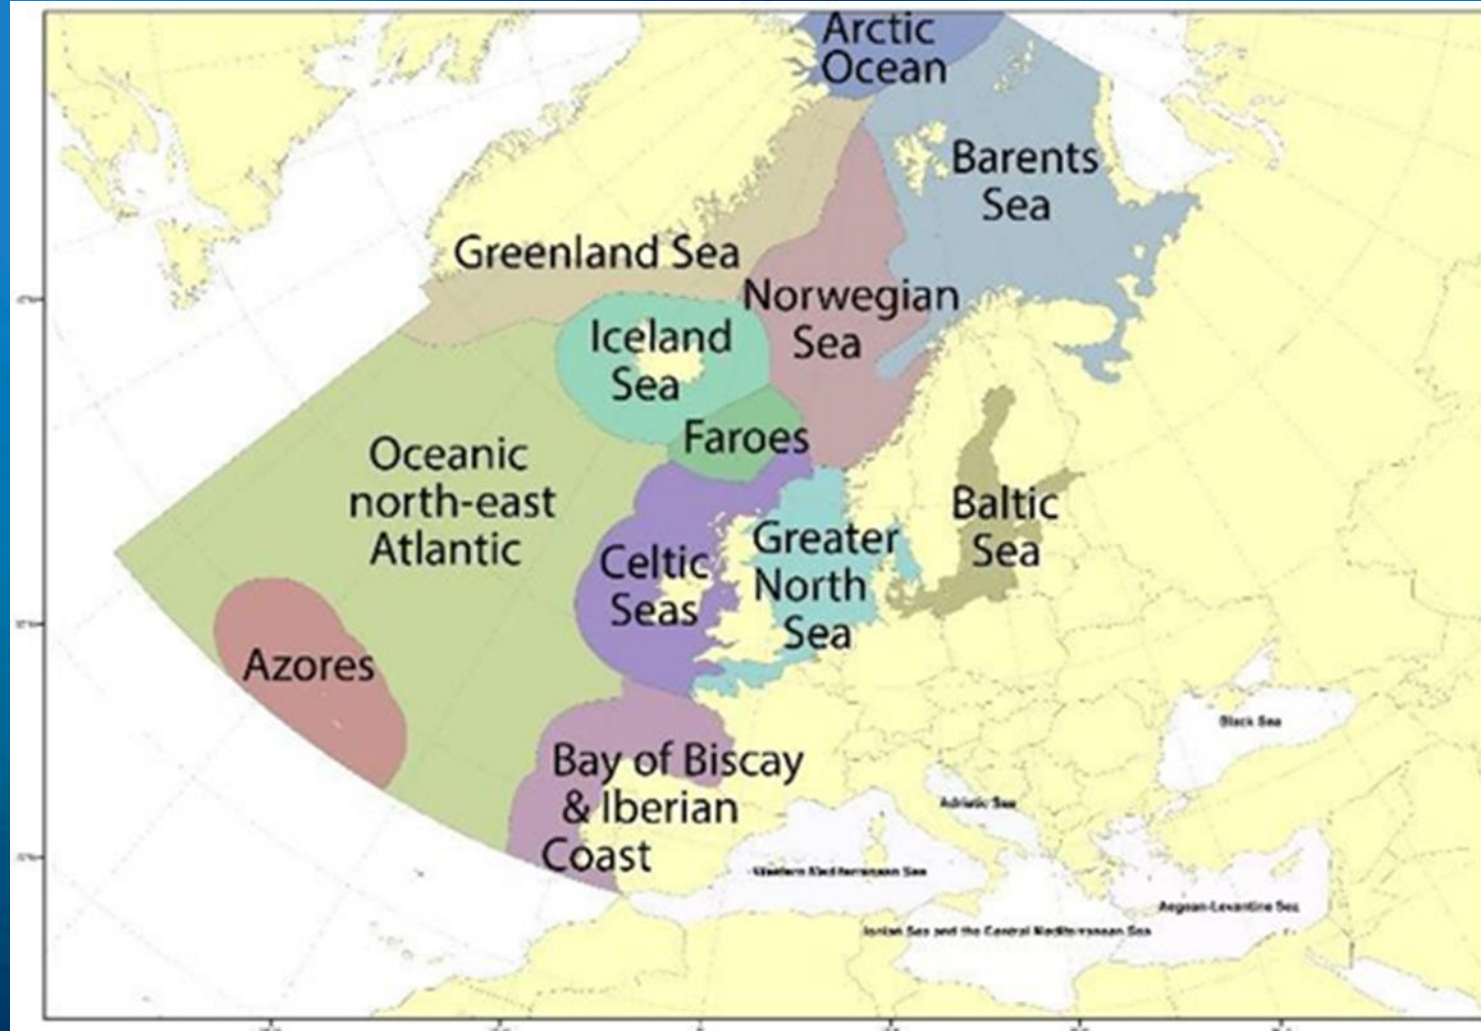 Arctic
Ocean
Barents
Sea
Greenland Sea
Norwegian
Sea
Iceland
Sea
Faroes
Oceanic
north-east
Atlantic
Baltic
Sea
Greater
North
Sea
Celtic
Seas
Azores
Black Sea
Bay of Biscay
& Iberian
Coast
Adriatic Sea
Western Mediterranean Sea
Aegean-Levantine Sea
Ionian Sea and the Central Mediterranean Sea